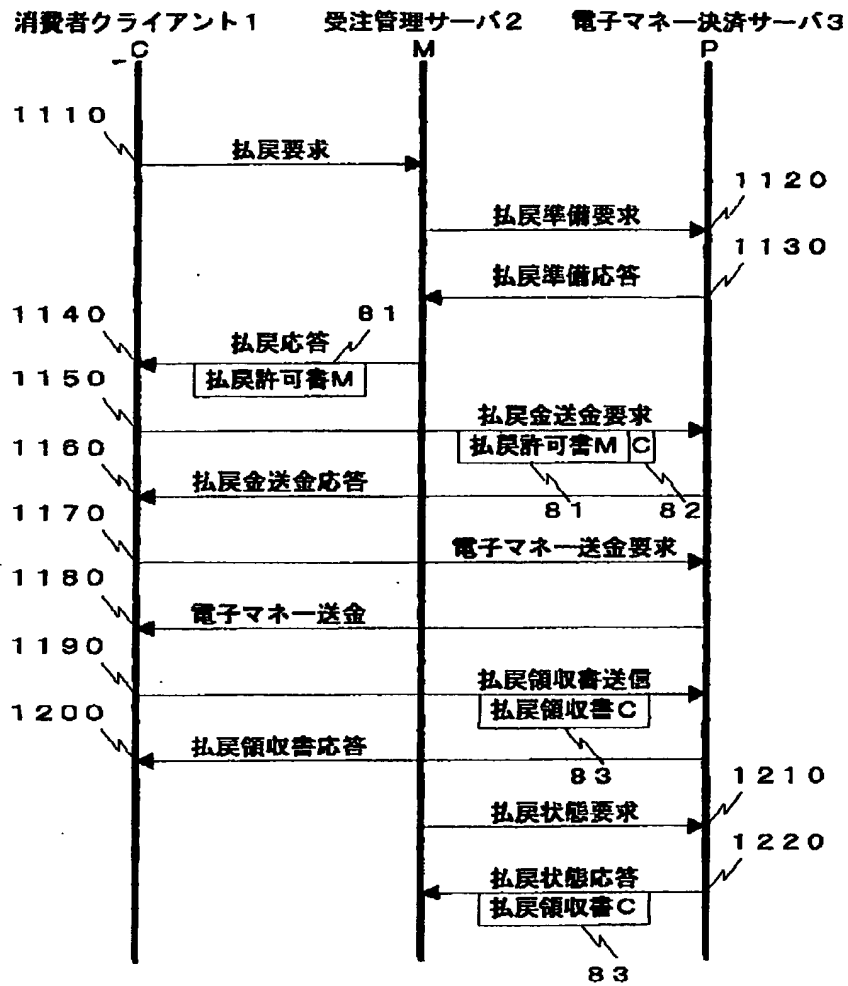 消費者クライアント1 受注管理サーバ2 電子マネー決済サーバ3
C M P
1110
払戻要求
1120
払戻準備要求
1130
払戻準備応答
1140
81
払戻応答
払戻許可書M
1150
払戻金送金要求
払戻許可書M C
1160
払戻金送金応答
81 82
1170
電子マネー送金要求
1180
電子マネー送金
1190
払戻領収書送信
払戻領収書C
1200
払戻領収書応答
83
1210
払戻状態要求
1220
払戻状態応答
払戻領収書C
83